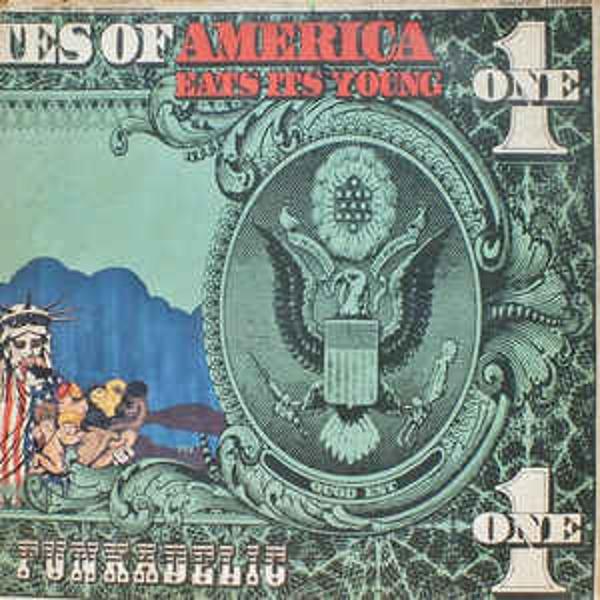 TES OF AMERICA
EATS ITS YOUNG
1
ONE
FUNKADELIC
1
ONE